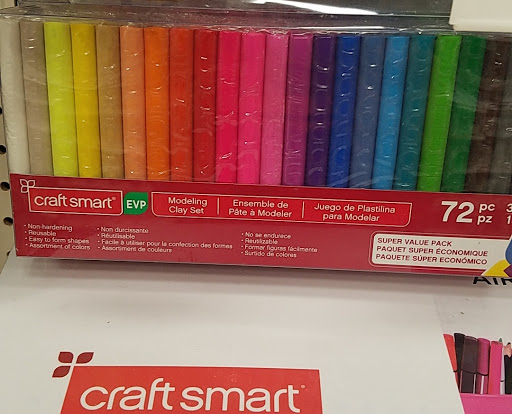 craft smart®
EVP
Modeling
Clay Set
Ensemble de
Pâte à Modeler
Juego de Plastilina
para Modelar
72 pc
pz
• Non-hardening
• Reusable
• Easy to form shapes
• Assortment of colors
• Non durcissante
• Réutilisable
• Facile à utiliser pour la confection des formes
• Assortiment de couleurs
• No se endurece
• Reutilizable
• Formar figuras fácilmente
• Surtido de colores
SUPER VALUE PACK
PAQUET SUPER ÉCONOMIQUE
PAQUETE SÚPER ECONÓMICO
craft smart®